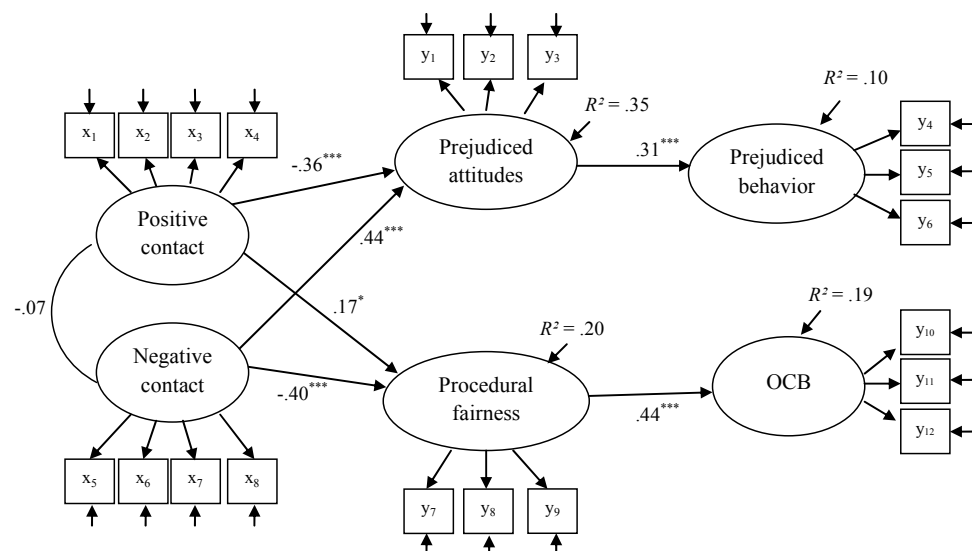 y₁ y₂ y₃
R² = .35
R² = .10
x₁ x₂ x₃ x₄
y₄
Prejudiced
attitudes
-.36***
.31***
Prejudiced
behavior
y₅
y₆
Positive
contact
.44***
-.07
.17*
R² = .20
R² = .19
y₁₀
Negative
contact
-.40***
Procedural
fairness
.44***
OCB
y₁₁
y₁₂
x₅ x₆ x₇ x₈
y₇ y₈ y₉